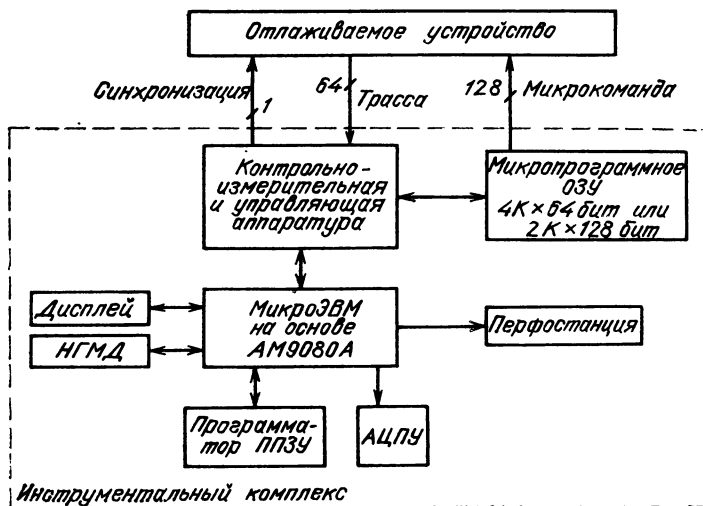 Отлаживаемое устройство
Синхронизация
1
64
Трасса
128
Микрокоманда
Контрольно-
измерительная
и управляющая
аппаратура
Микропрограммное
ОЗУ
4К×64 бит или
2К×128 бит
Дисплей
НГМД
МикроЭВМ
на основе
АМ9080А
Перфостанция
Программа-
тор ППЗУ
АЦПУ
Инструментальный комплекс